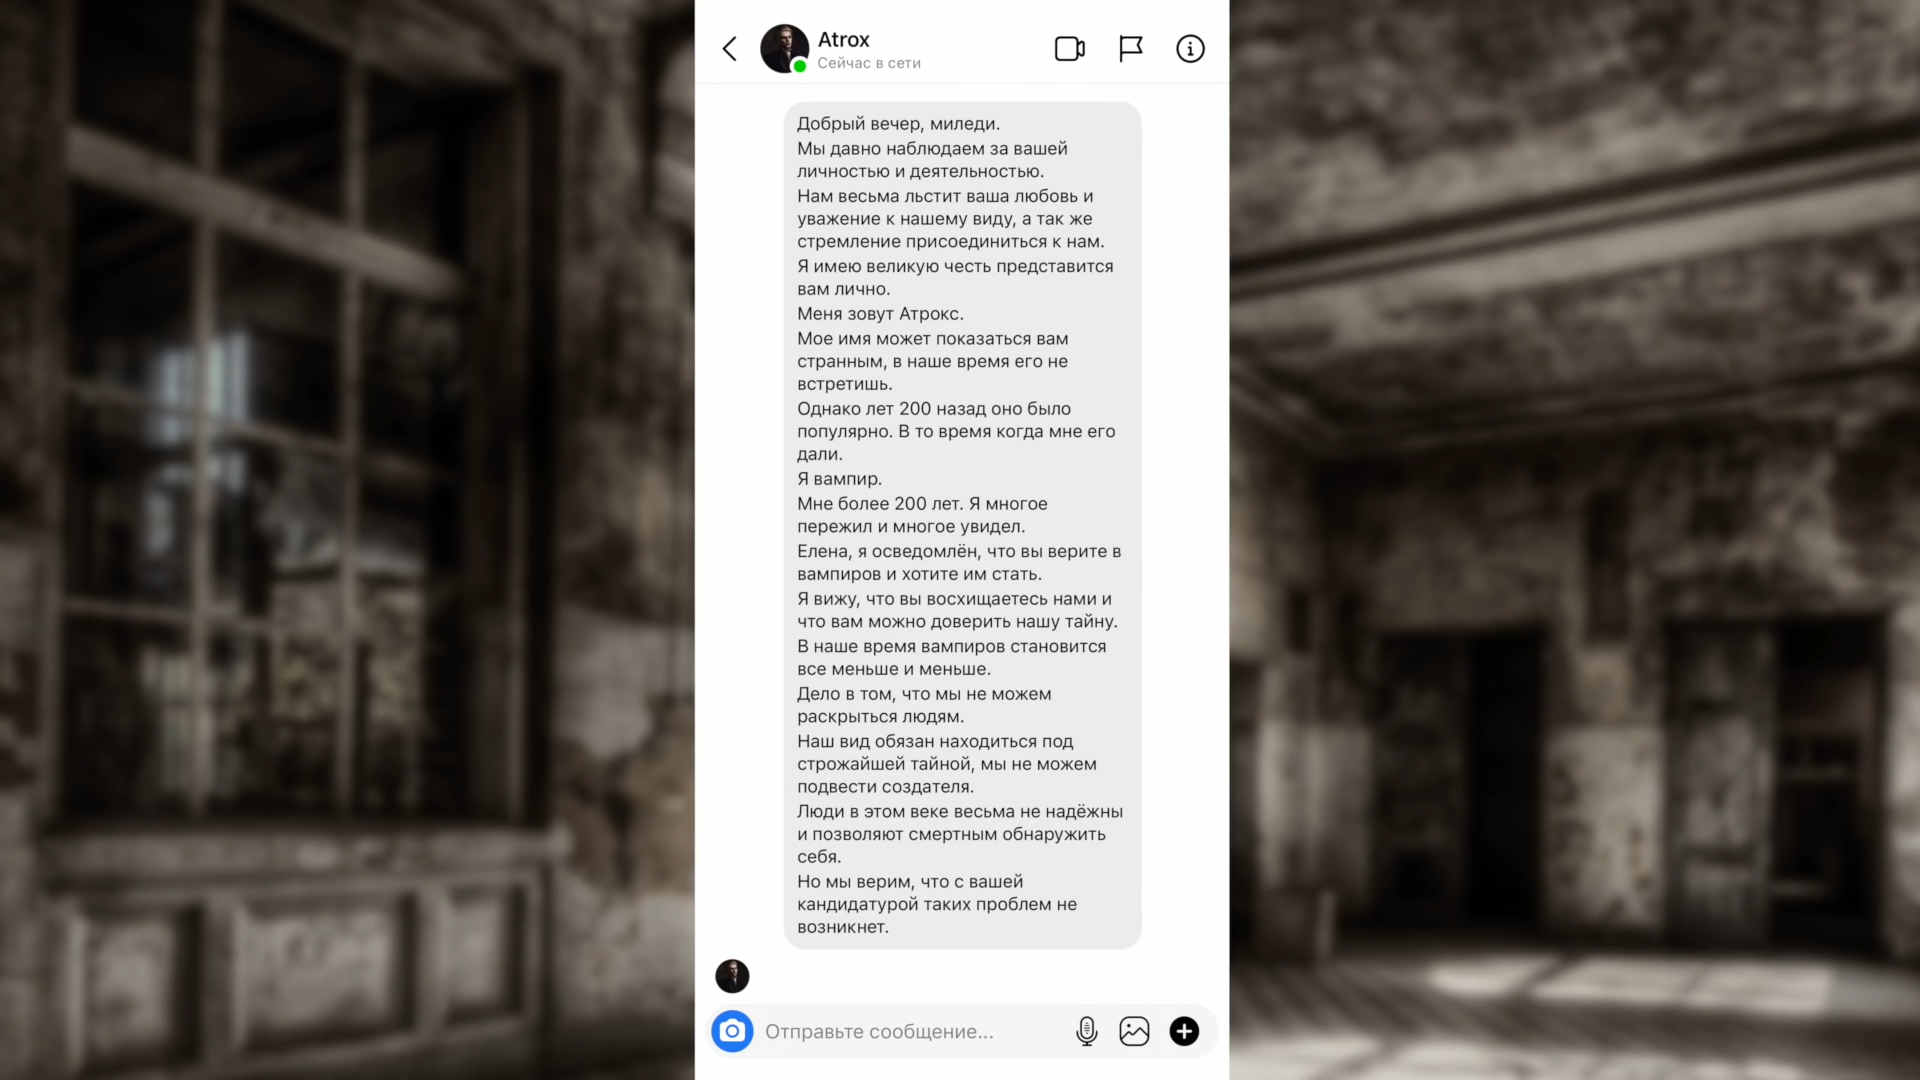 Atrox
Сейчас в сети
Добрый вечер, миледи.
Мы давно наблюдаем за вашей
личностью и деятельностью.
Нам весьма льстит ваша любовь и
уважение к нашему виду, а так же
стремление присоединиться к нам.
Я имею великую честь представится
вам лично.
Меня зовут Атрокс.
Мое имя может показаться вам
странным, в наше время его не
встретишь.
Однако лет 200 назад оно было
популярно. В то время когда мне его
дали.
Я вампир.
Мне более 200 лет. Я многое
пережил и многое увидел.
Елена, я осведомлён, что вы верите в
вампиров и хотите им стать.
Я вижу, что вы восхищаетесь нами и
что вам можно доверить нашу тайну.
В наше время вампиров становится
все меньше и меньше.
Дело в том, что мы не можем
раскрыться людям.
Наш вид обязан находиться под
строжайшей тайной, мы не можем
подвести создателя.
Люди в этом веке весьма не надёжны
и позволяют смертным обнаружить
себя.
Но мы верим, что с вашей
кандидатурой таких проблем не
возникнет.
Отправьте сообщение...